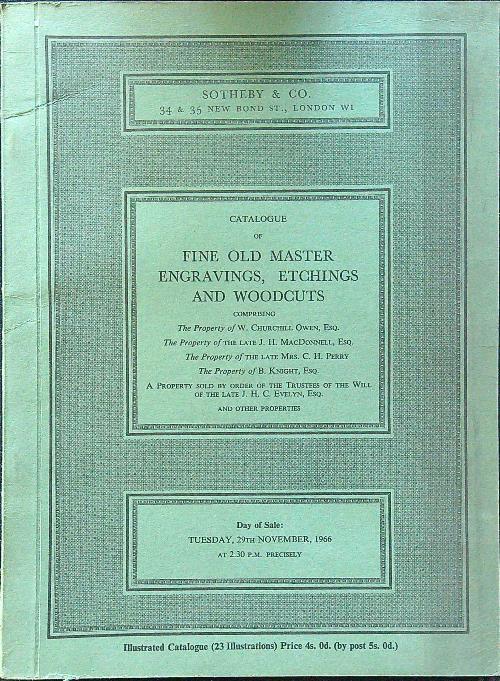 SOTHEBY & CO.
34 & 35 NEW BOND ST., LONDON W1
CATALOGUE
OF
FINE OLD MASTER
ENGRAVINGS, ETCHINGS
AND WOODCUTS
COMPRISING
The Property of W. CHURCHILL OWEN, ESQ.
The Property of THE LATE J. H. MACDONNELL, ESQ.
The Property of THE LATE MRS. C. H. PERRY
The Property of B. KNIGHT, ESQ.
A PROPERTY SOLD BY ORDER OF THE TRUSTEES OF THE WILL
OF THE LATE J. H. C. EVELYN, ESQ.
AND OTHER PROPERTIES
Day of Sale:
TUESDAY, 29TH NOVEMBER, 1966
AT 2:30 P.M. PRECISELY
Illustrated Catalogue (23 Illustrations) Price 4s. 0d. (by post 5s. 0d.)